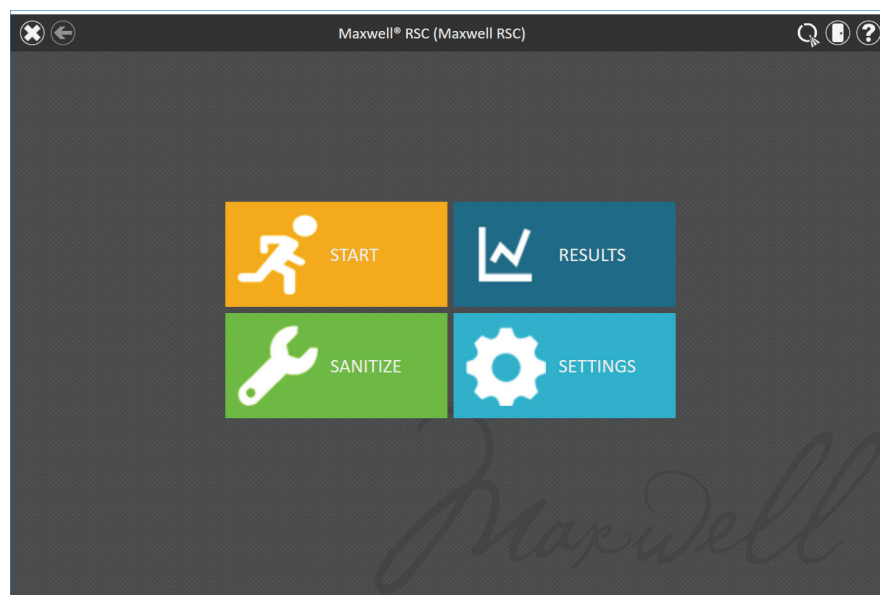 Maxwell® RSC (Maxwell RSC)
START
RESULTS
SANITIZE
SETTINGS
Maxwell